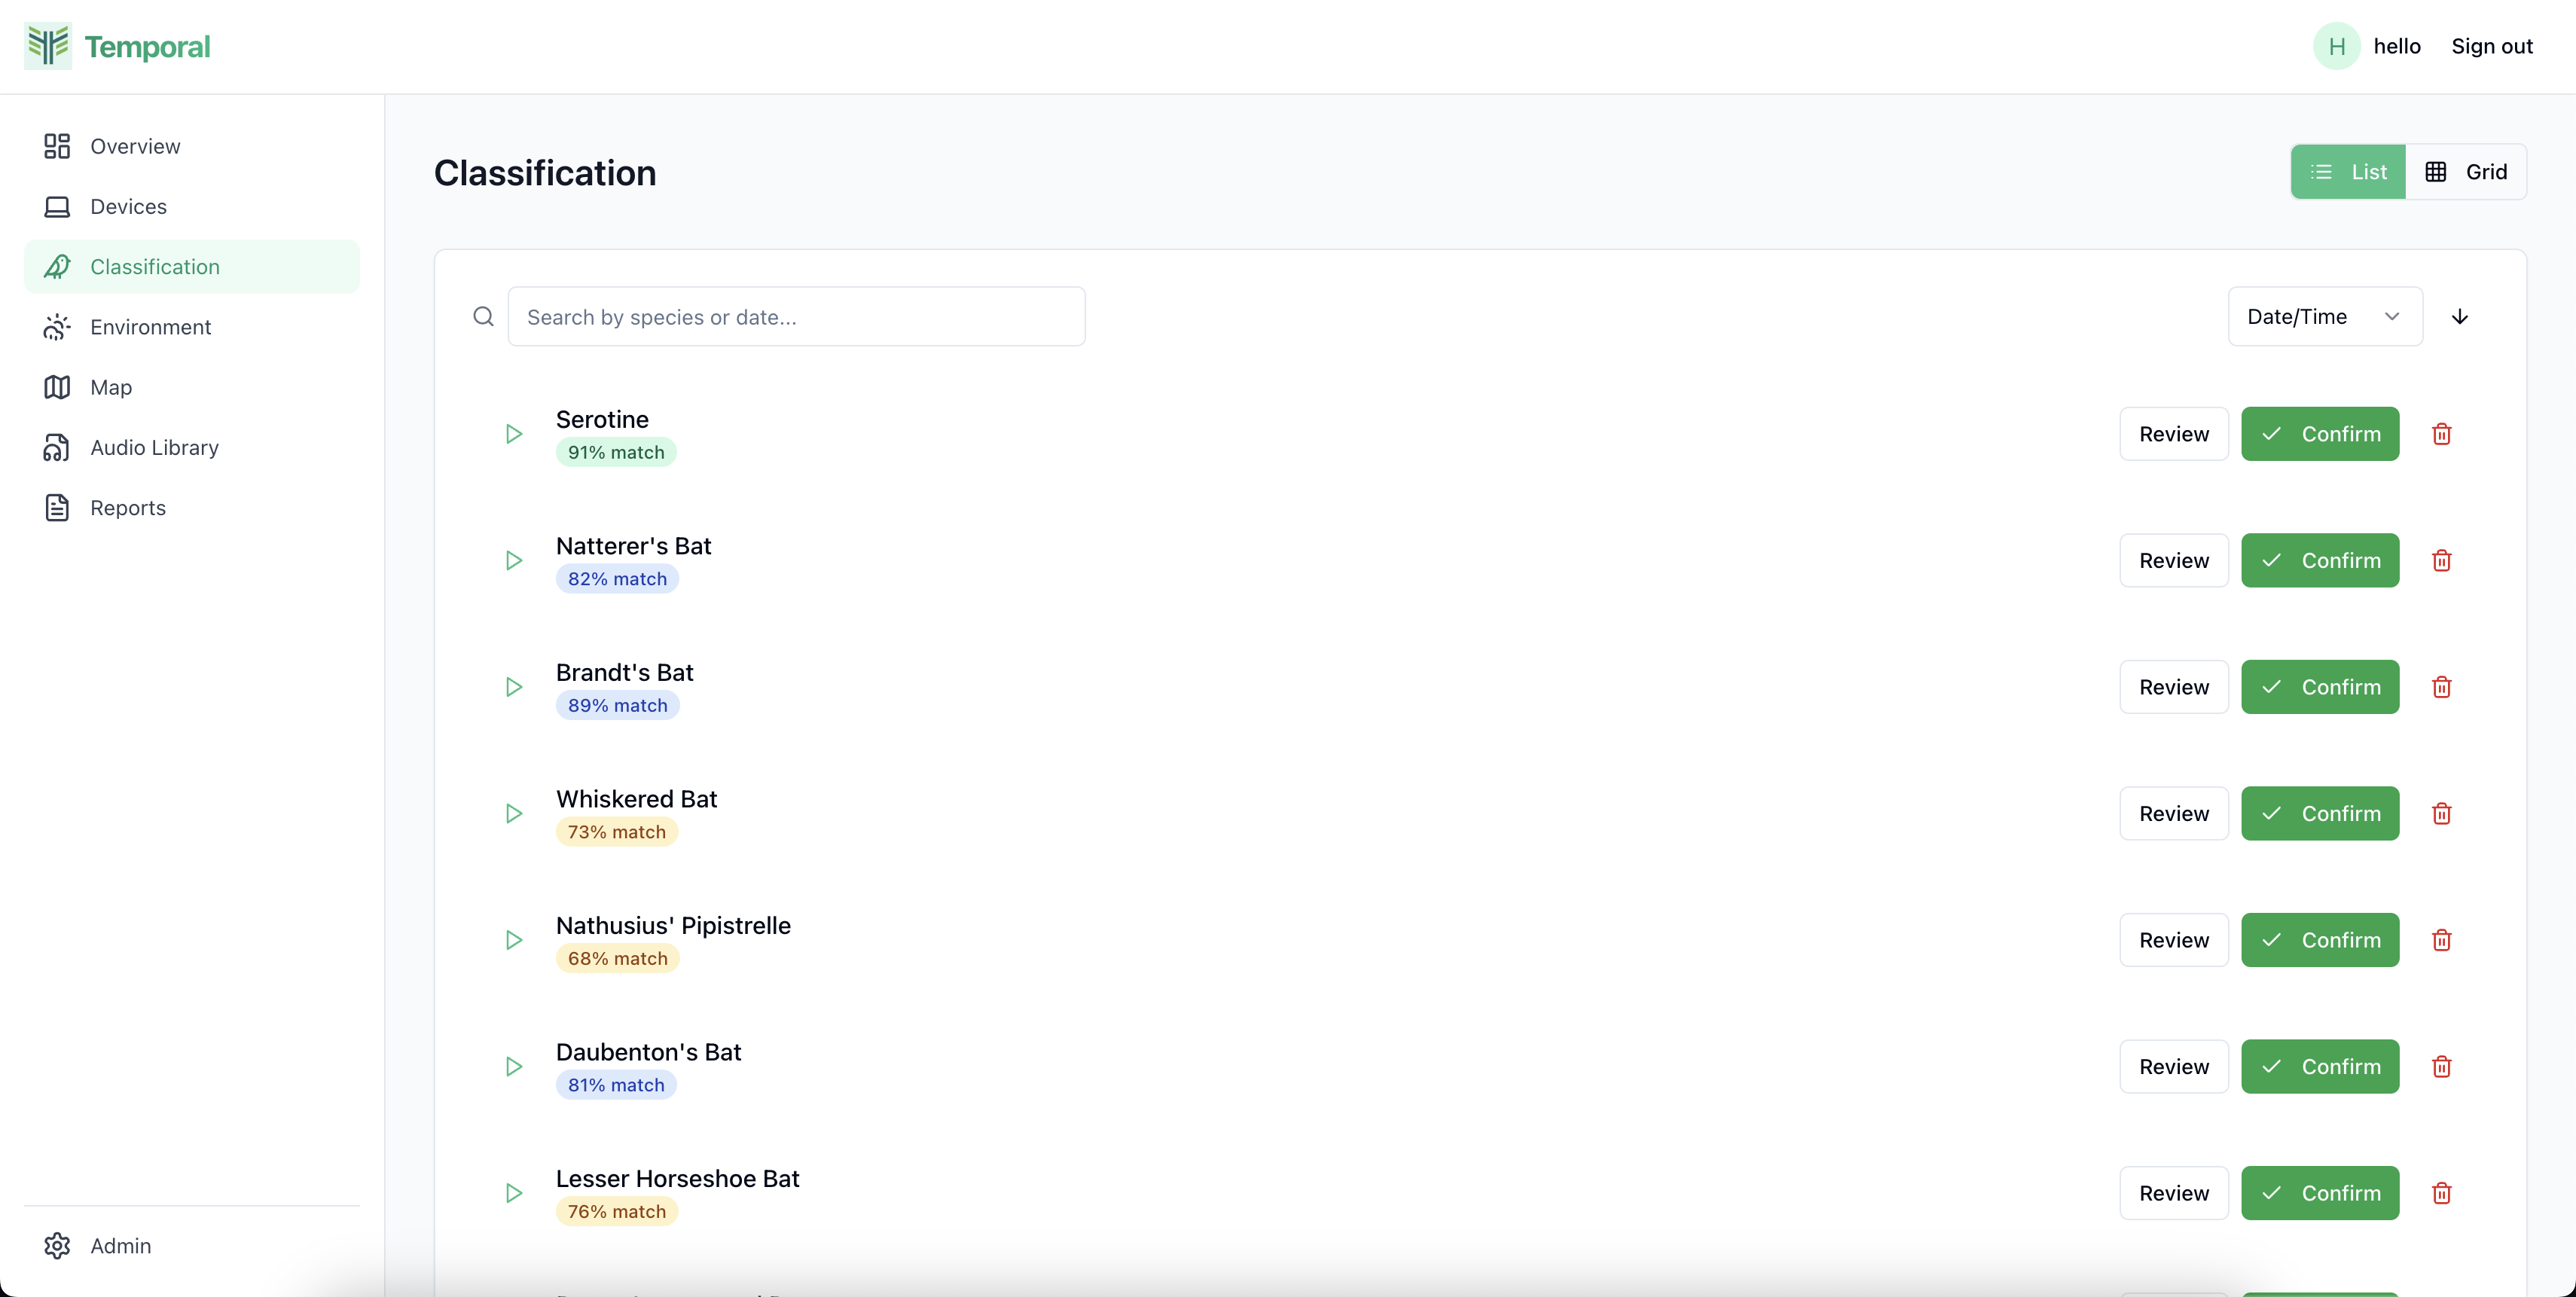 Temporal
H hello Sign out
Overview
Devices
Classification
Environment
Map
Audio Library
Reports
Admin
Classification
List Grid
Search by species or date...
Date/Time
Serotine
91% match
Review Confirm
Natterer's Bat
82% match
Review Confirm
Brandt's Bat
89% match
Review Confirm
Whiskered Bat
73% match
Review Confirm
Nathusius' Pipistrelle
68% match
Review Confirm
Daubenton's Bat
81% match
Review Confirm
Lesser Horseshoe Bat
76% match
Review Confirm